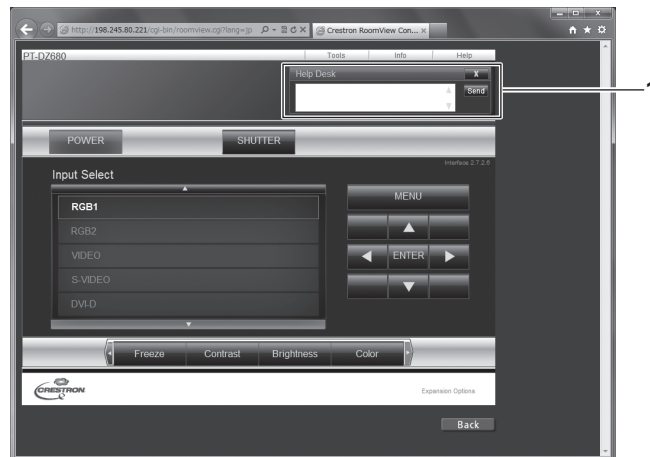 http://198.245.80.221/cgi-bin/roomview.cgi?lang=jp
Crestron RoomView Con... ×
PT-DZ680
Tools Info Help
Help Desk X
Send
1
POWER SHUTTER
Interface 2.7.2.6
Input Select
RGB1
RGB2
VIDEO
S-VIDEO
DVI-D
MENU
ENTER
Freeze Contrast Brightness Color
CRESTRON
Expansion Options
Back